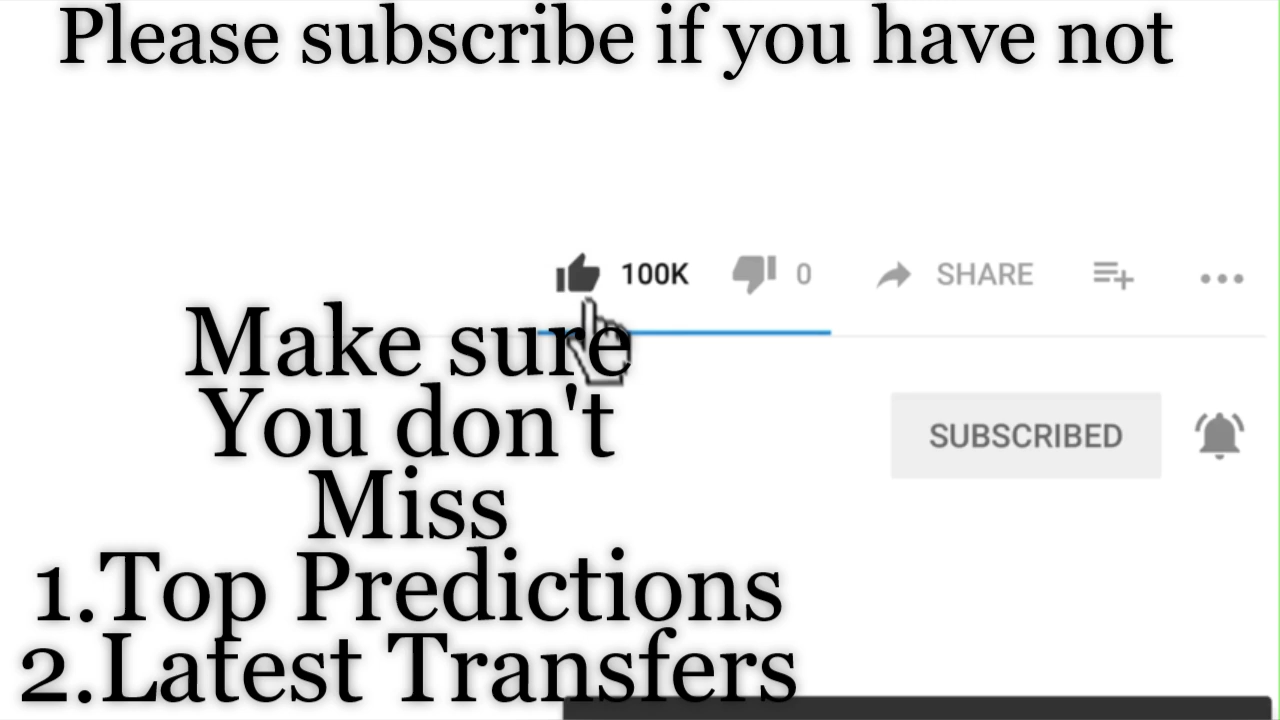 Please subscribe if you have not
100K 0 SHARE
Make sure
You don't
SUBSCRIBED
Miss
1.Top Predictions
2.Latest Transfers